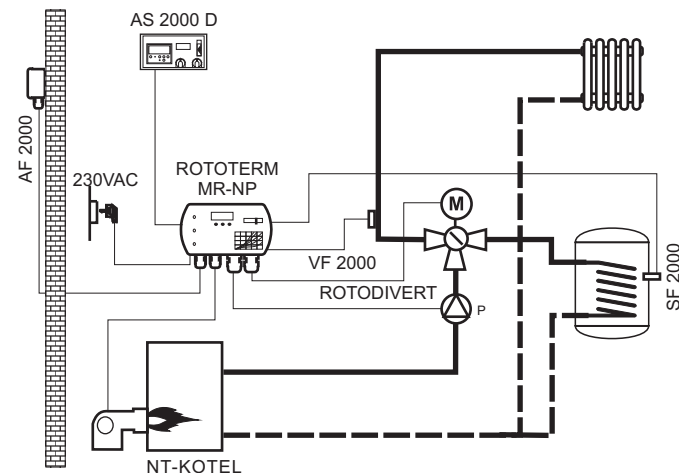 AS 2000 D
AF 2000
230VAC
ROTOTERM
MR-NP
M
VF 2000
ROTODIVERT
P
SF 2000
NT-KOTEL